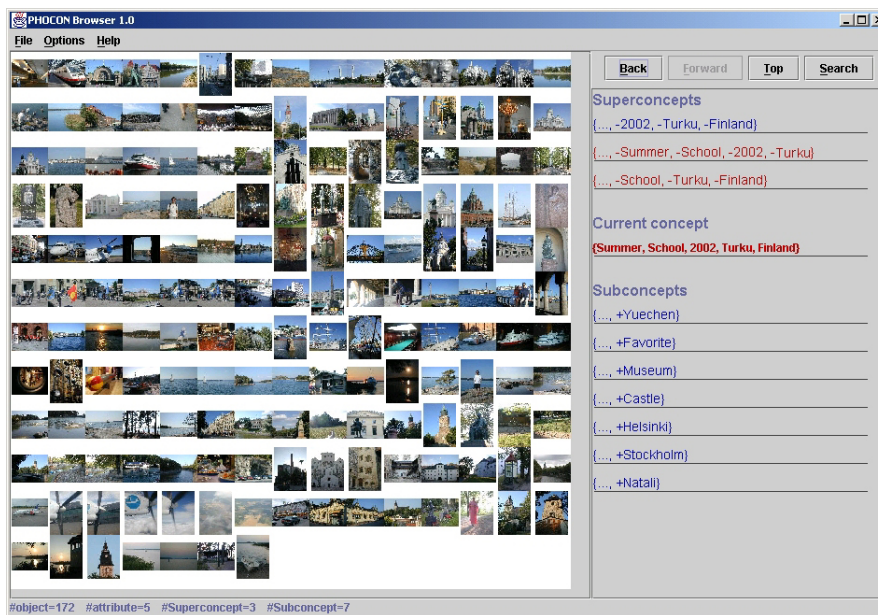 PHOCON Browser 1.0
File Options Help
Back Forward Top Search
Superconcepts
{..., -2002, -Turku, -Finland}
{..., -Summer, -School, -2002, -Turku}
{..., -School, -Turku, -Finland}
Current concept
{Summer, School, 2002, Turku, Finland}
Subconcepts
{..., +Yuechen}
{..., +Favorite}
{..., +Museum}
{..., +Castle}
{..., +Helsinki}
{..., +Stockholm}
{..., +Natali}
#object=172 #attribute=5 #Superconcept=3 #Subconcept=7